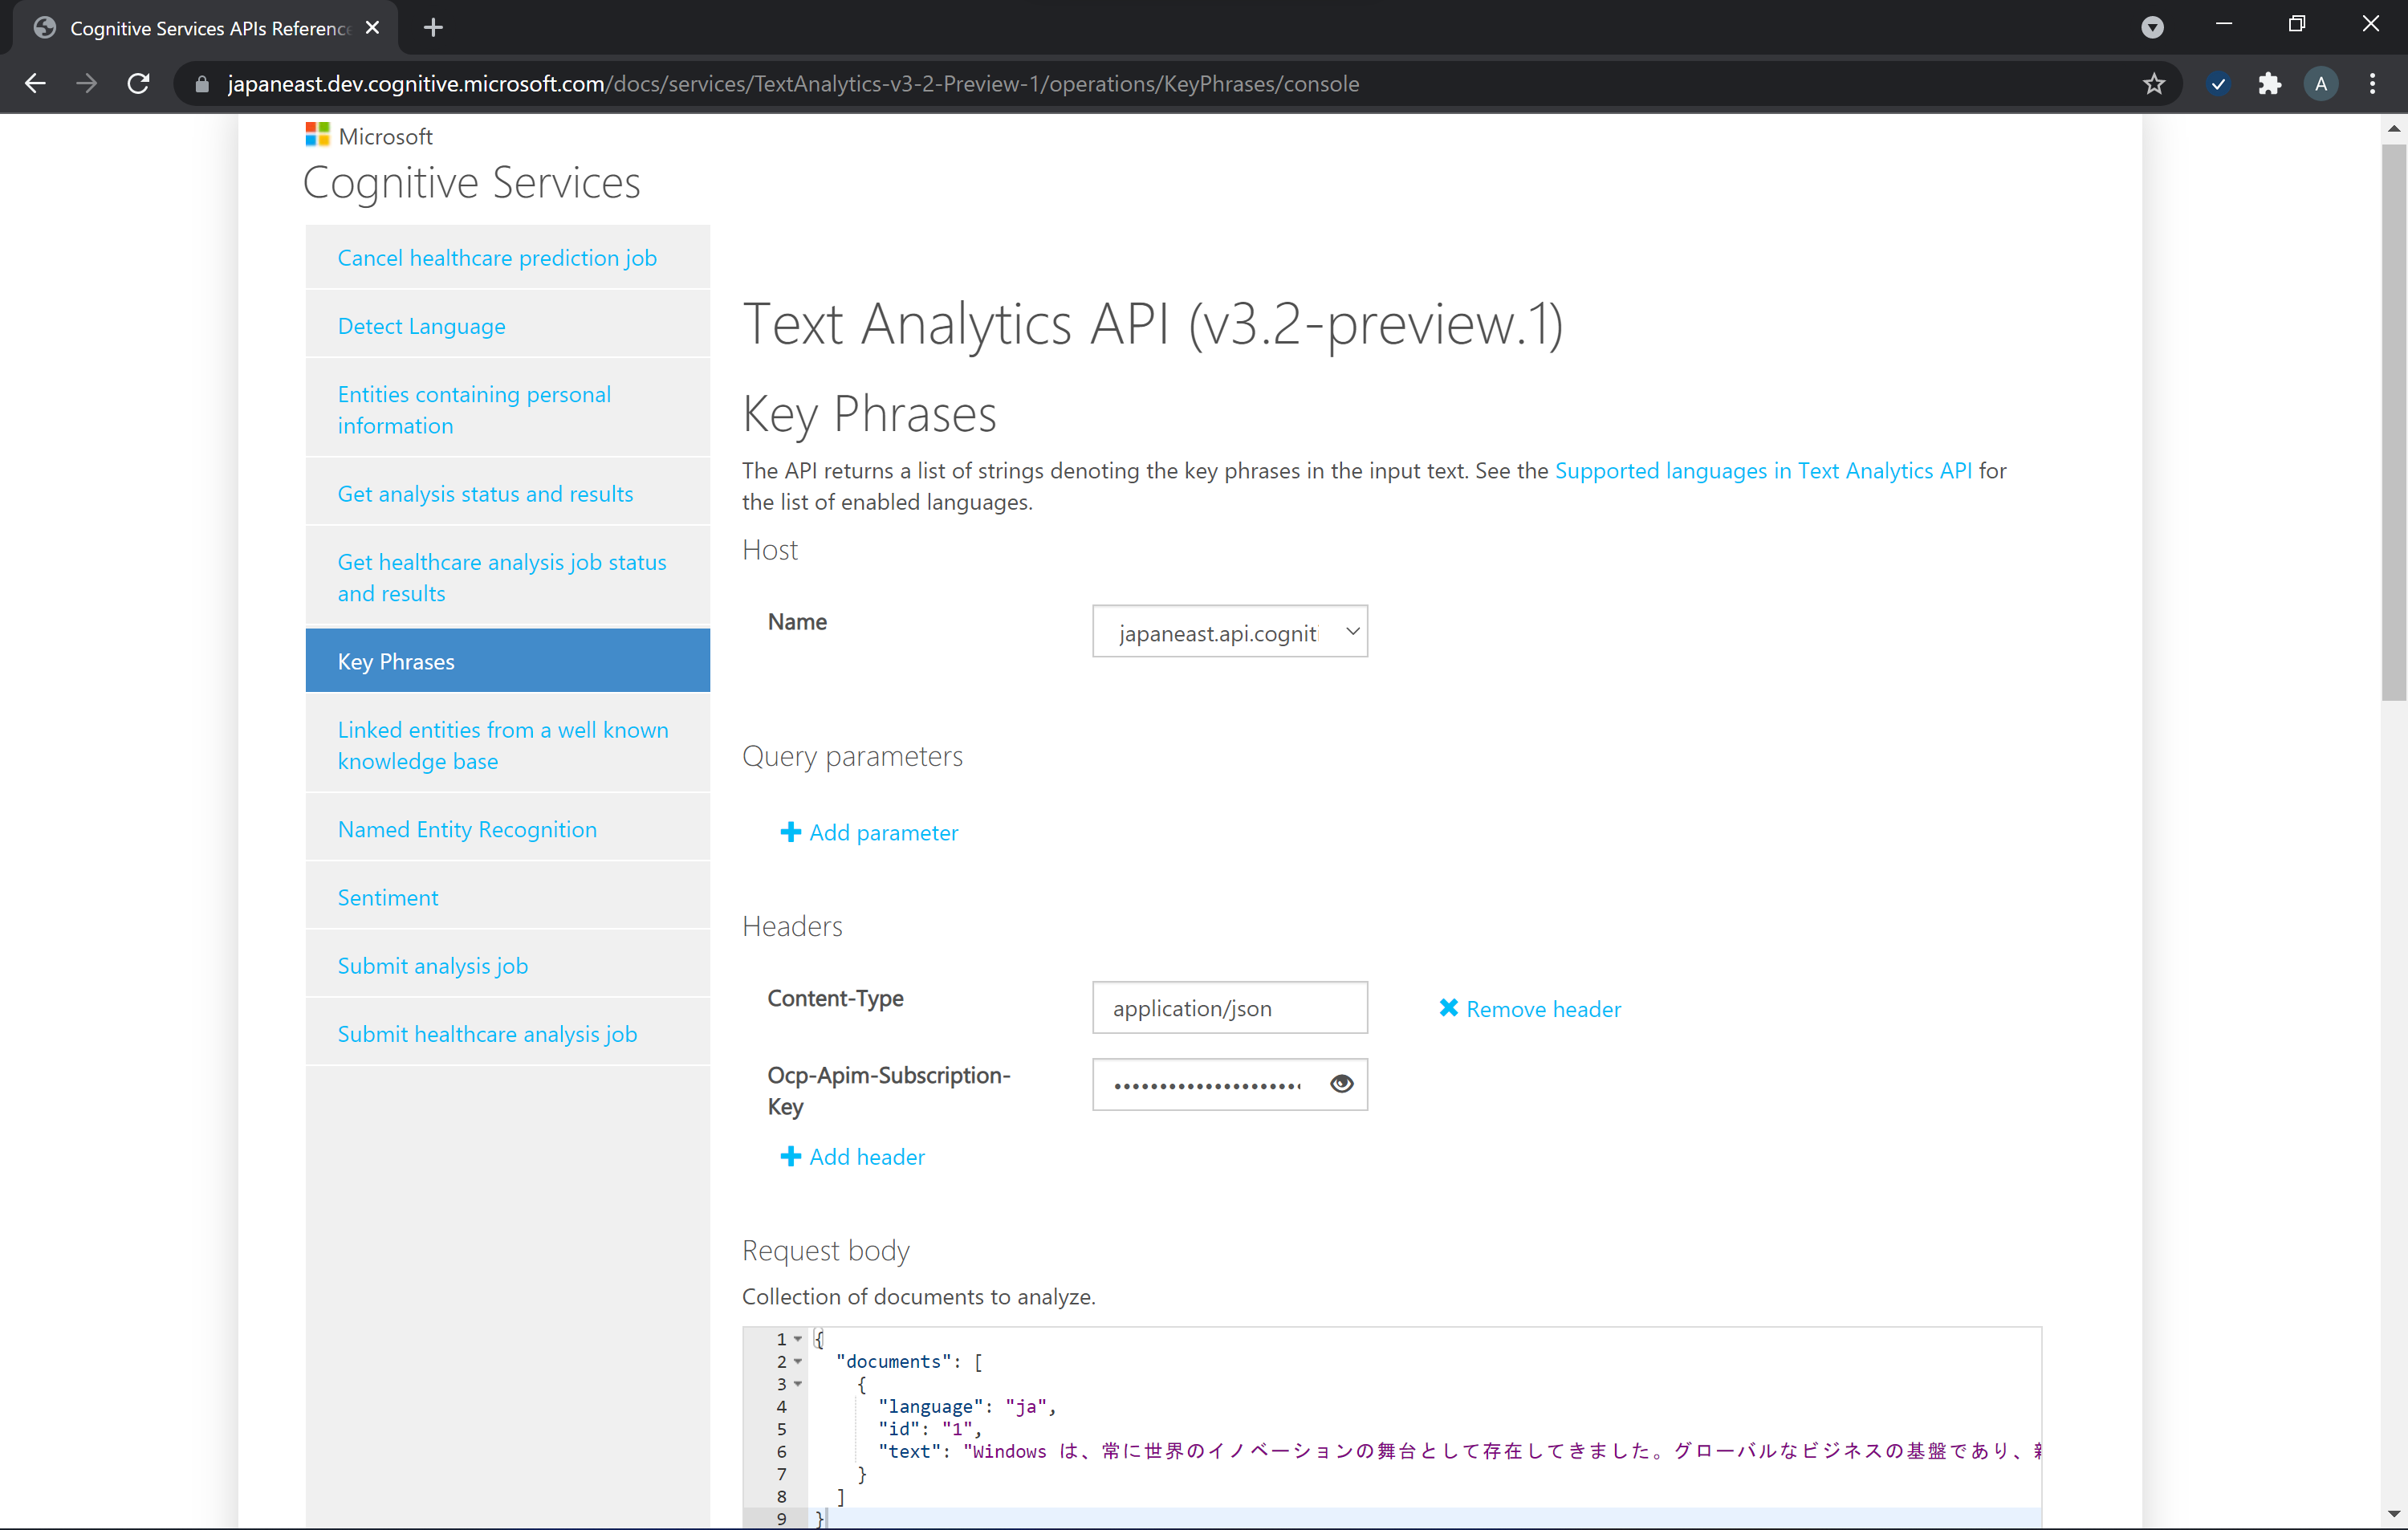 Cognitive Services APIs Reference
japaneast.dev.cognitive.microsoft.com/docs/services/TextAnalytics-v3-2-Preview-1/operations/KeyPhrases/console
A
Microsoft
Cognitive Services
Cancel healthcare prediction job
Detect Language
Entities containing personal
information
Get analysis status and results
Get healthcare analysis job status
and results
Key Phrases
Linked entities from a well known
knowledge base
Named Entity Recognition
Sentiment
Submit analysis job
Submit healthcare analysis job
Text Analytics API (v3.2-preview.1)
Key Phrases
The API returns a list of strings denoting the key phrases in the input text. See the Supported languages in Text Analytics API for
the list of enabled languages.
Host
Name
japaneast.api.cogniti
Query parameters
Add parameter
Headers
Content-Type
application/json
Remove header
Ocp-Apim-Subscription-
Key
••••••••••••••••••••
Add header
Request body
Collection of documents to analyze.
1 {
2 "documents": [
3 {
4 "language": "ja",
5 "id": "1",
6 "text": "Windows は、常に世界のイノベーションの舞台として存在してきました。グローバルなビジネスの基盤であり、
7 }
8 ]
9 }